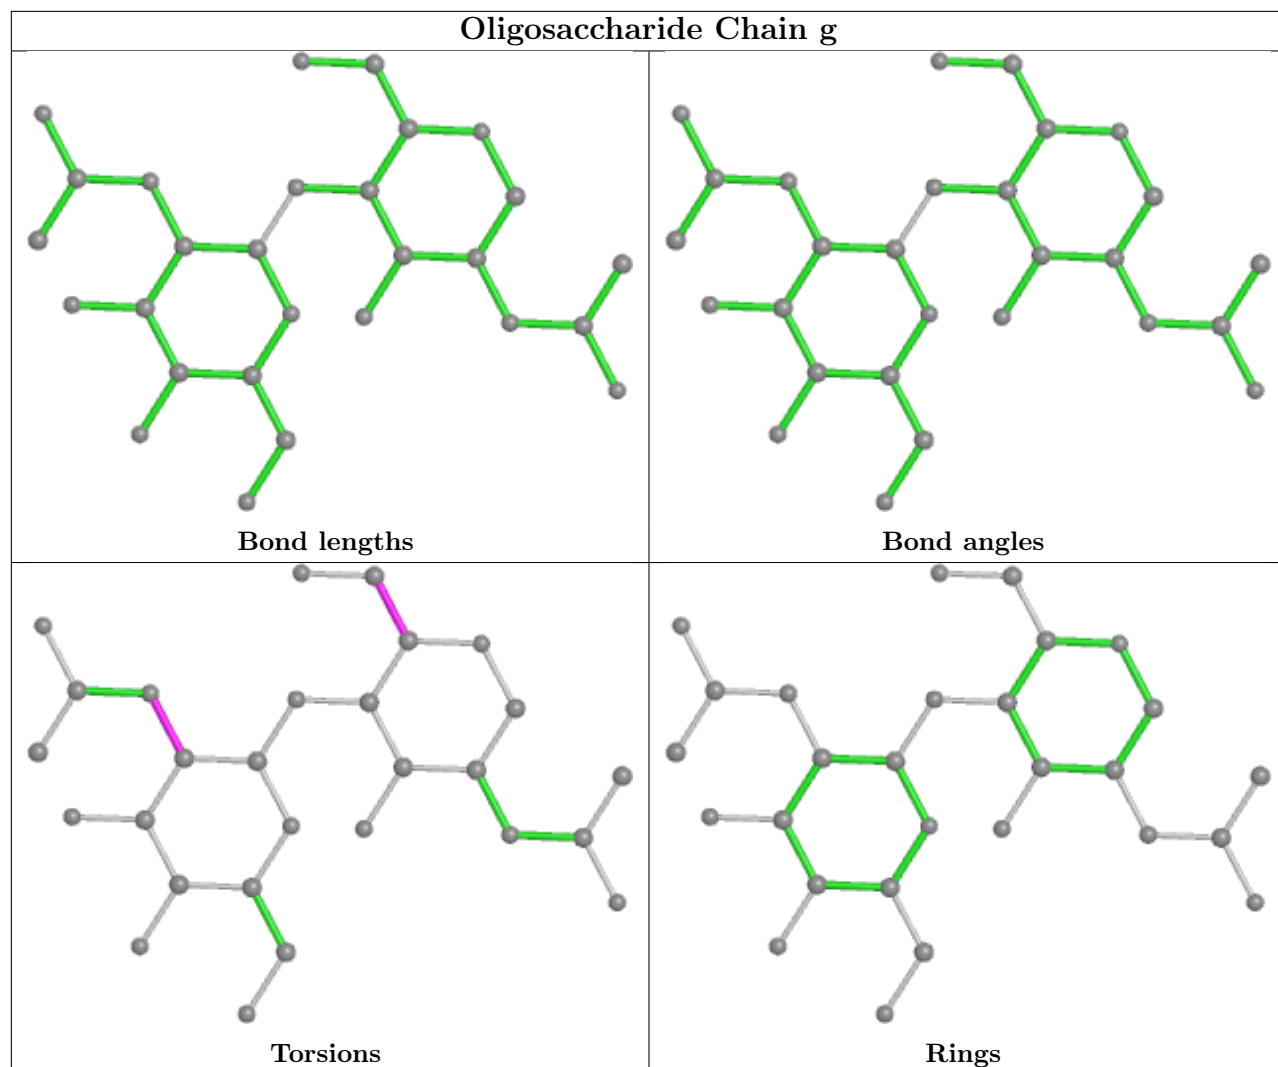 Oligosaccharide Chain g
Bond lengths
Bond angles
Torsions
Rings